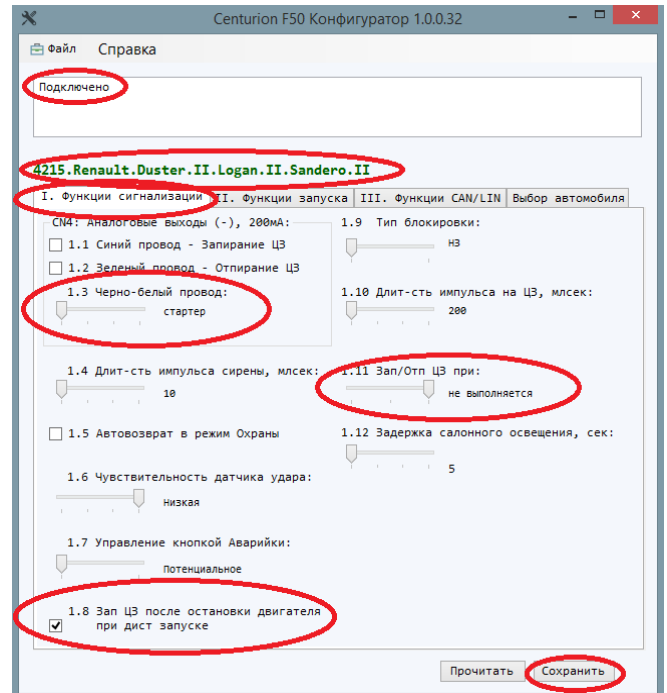 Centurion F50 Конфигуратор 1.0.0.32
Файл Справка
Подключено
4215.Renault.Duster.II.Logan.II.Sandero.II
I. Функции сигнализации II. Функции запуска III. Функции CAN/LIN Выбор автомобиля
CN4: Аналоговые выходы (-), 200мА:
1.1 Синий провод - Запирание ЦЗ
1.2 Зеленый провод - Отпирание ЦЗ
1.3 Черно-белый провод:
стартер
1.4 Длит-сть импульса сирены, млсек:
10
1.5 Автовозврат в режим Охраны
1.6 Чувствительность датчика удара:
Низкая
1.7 Управление кнопкой Аварийки:
Потенциальное
1.8 Зап ЦЗ после остановки двигателя
при дист запуске
1.9 Тип блокировки:
НЗ
1.10 Длит-сть импульса на ЦЗ, млсек:
200
1.11 Зап/Отп ЦЗ при:
не выполняется
1.12 Задержка салонного освещения, сек:
5
Прочитать Сохранить